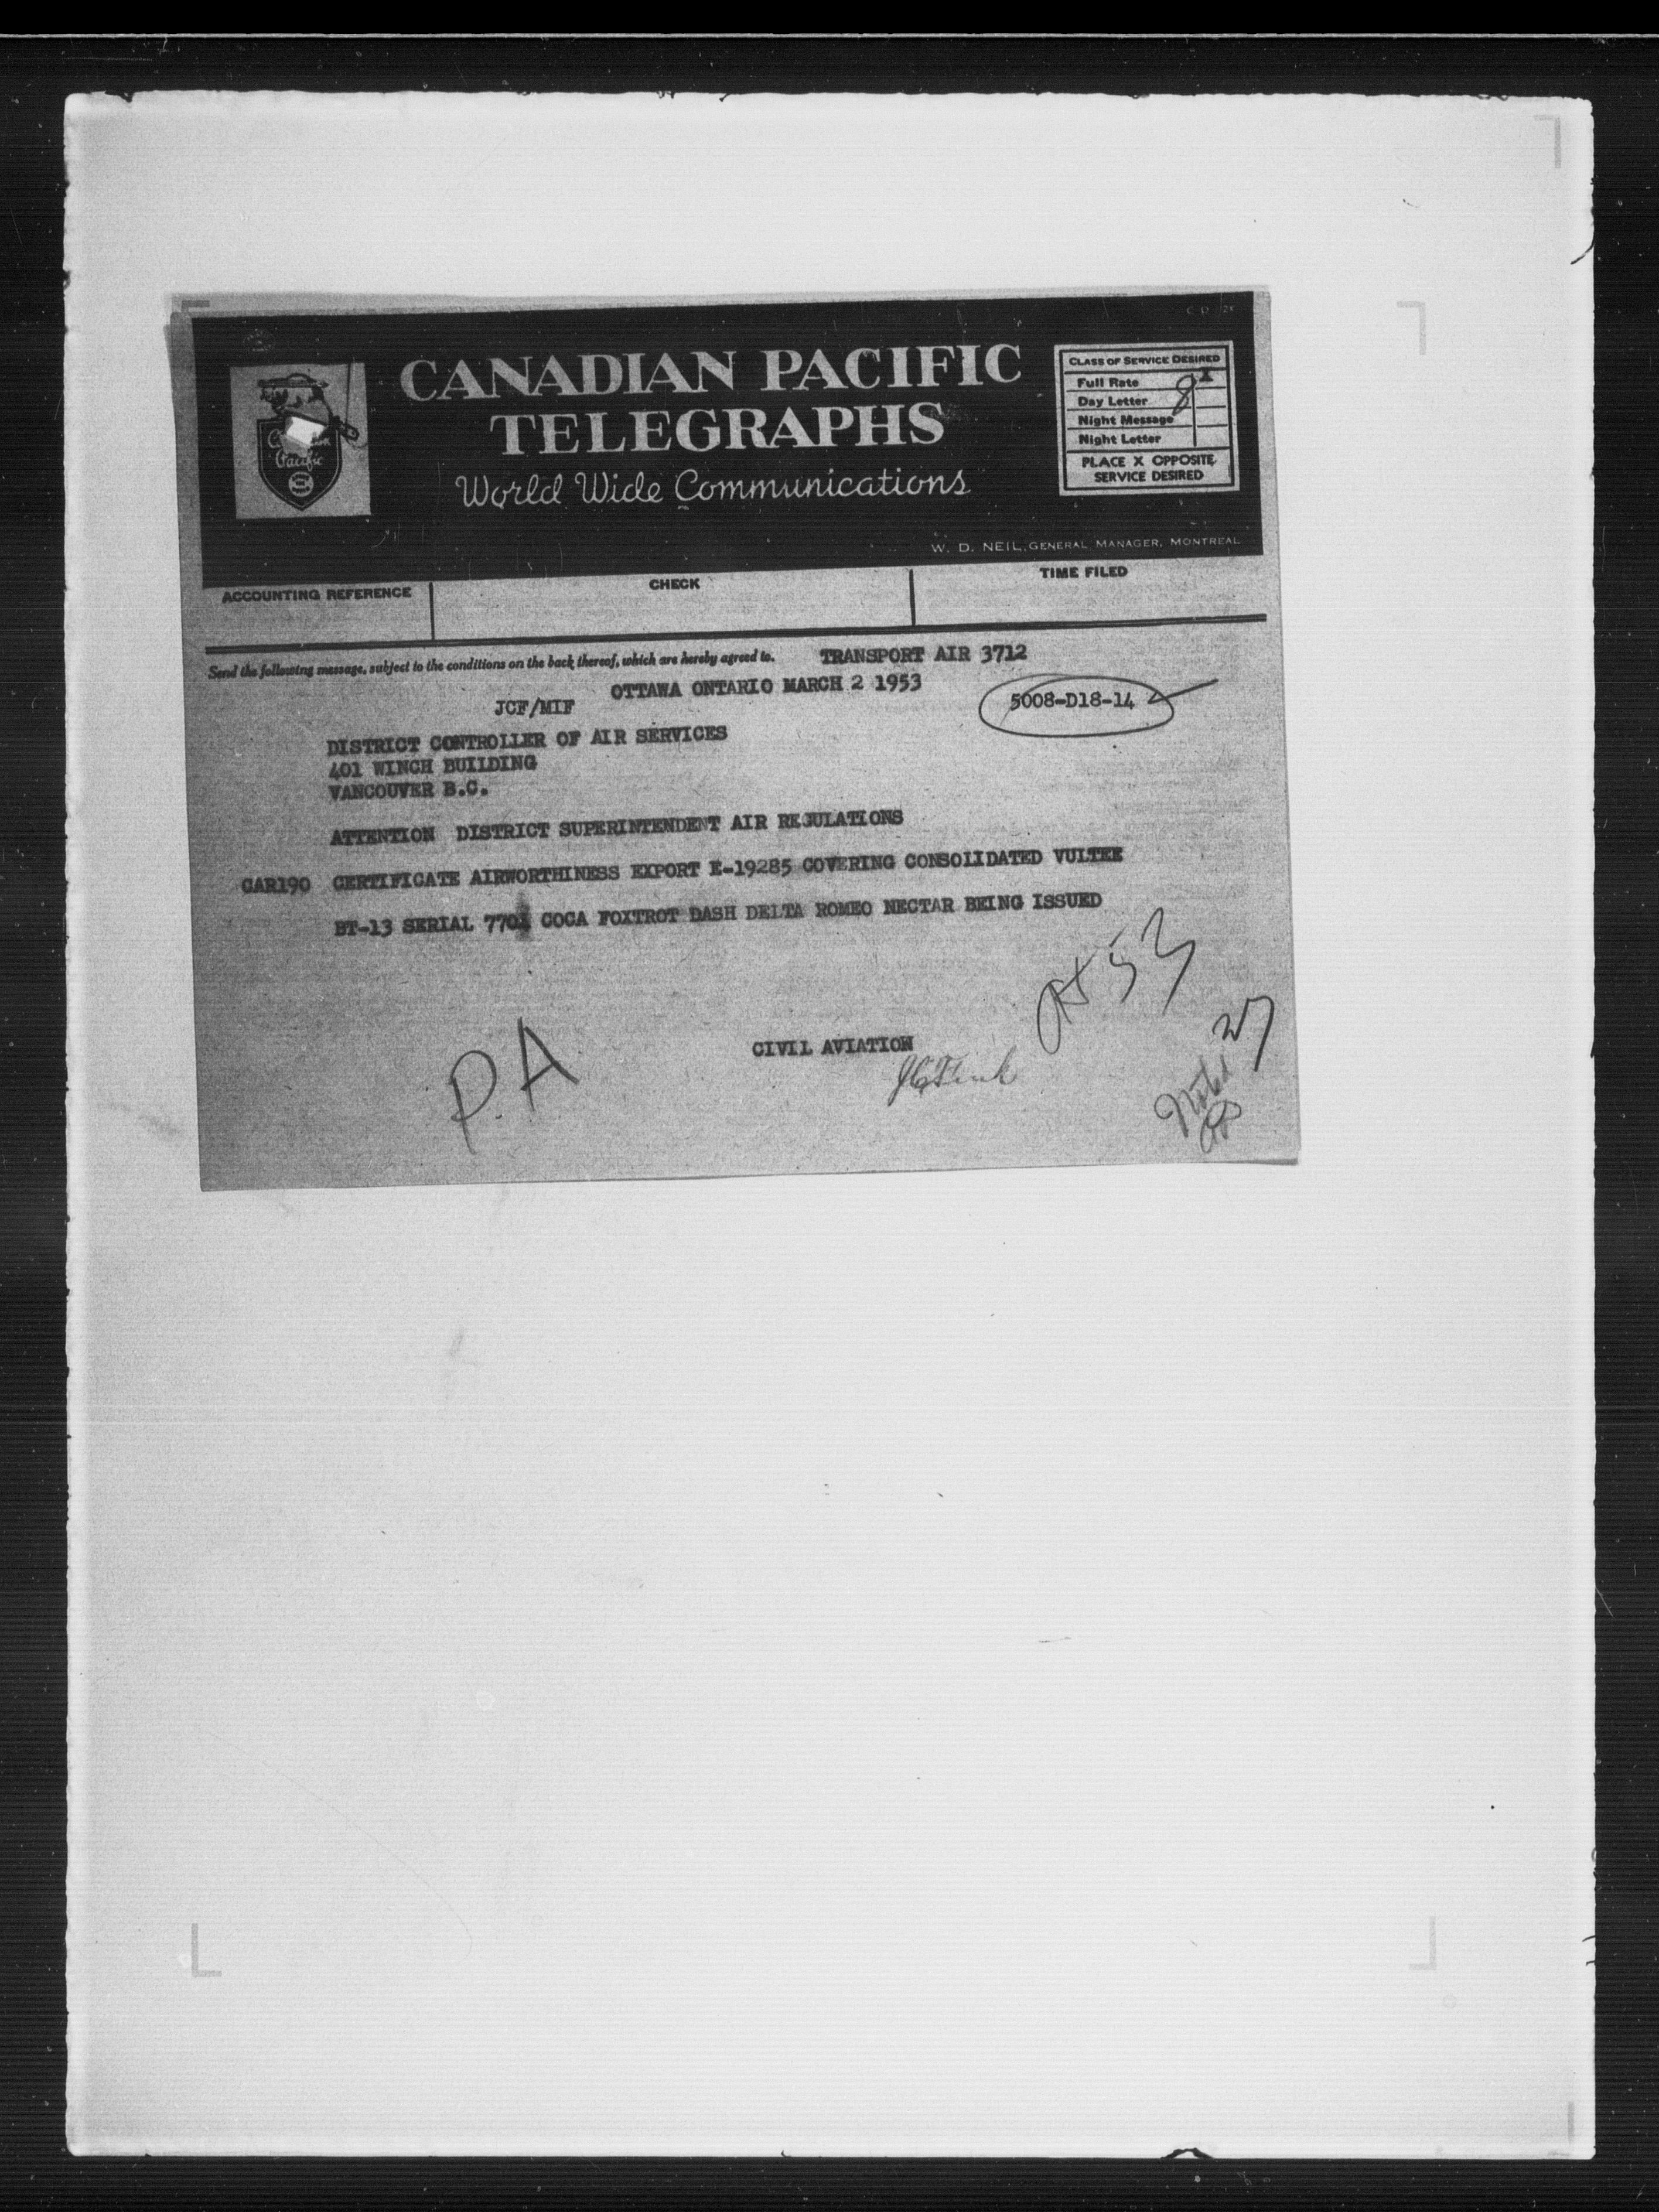 CANADIAN PACIFIC
TELEGRAPHS
World Wide Communications
CLASS OF SERVICE DESIRED
Full Rate X
Day Letter
Night Message
Night Letter
PLACE X OPPOSITE
SERVICE DESIRED
Pacific
W. D. NEIL, GENERAL MANAGER, MONTREAL
ACCOUNTING REFERENCE
CHECK
TIME FILED
Send the following message, subject to the conditions on the back thereof, which are hereby agreed to.
TRANSPORT AIR 3712
OTTAWA ONTARIO MARCH 2 1953
JCF/MIF
5008-D18-14
DISTRICT CONTROLLER OF AIR SERVICES
401 WINCH BUILDING
VANCOUVER B.C.
ATTENTION DISTRICT SUPERINTENDENT AIR REGULATIONS
CAR190 CERTIFICATE AIRWORTHINESS EXPORT E-19285 COVERING CONSOLIDATED VULTEE
BT-13 SERIAL 7701 COCA FOXTROT DASH DELTA ROMEO NECTAR BEING ISSUED
CIVIL AVIATION
P.A
Noted